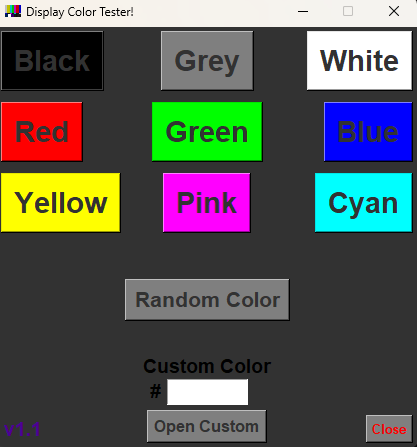 Display Color Tester!
Black Grey White
Red Green Blue
Yellow Pink Cyan
Random Color
Custom Color
#
Open Custom
v1.1 Close